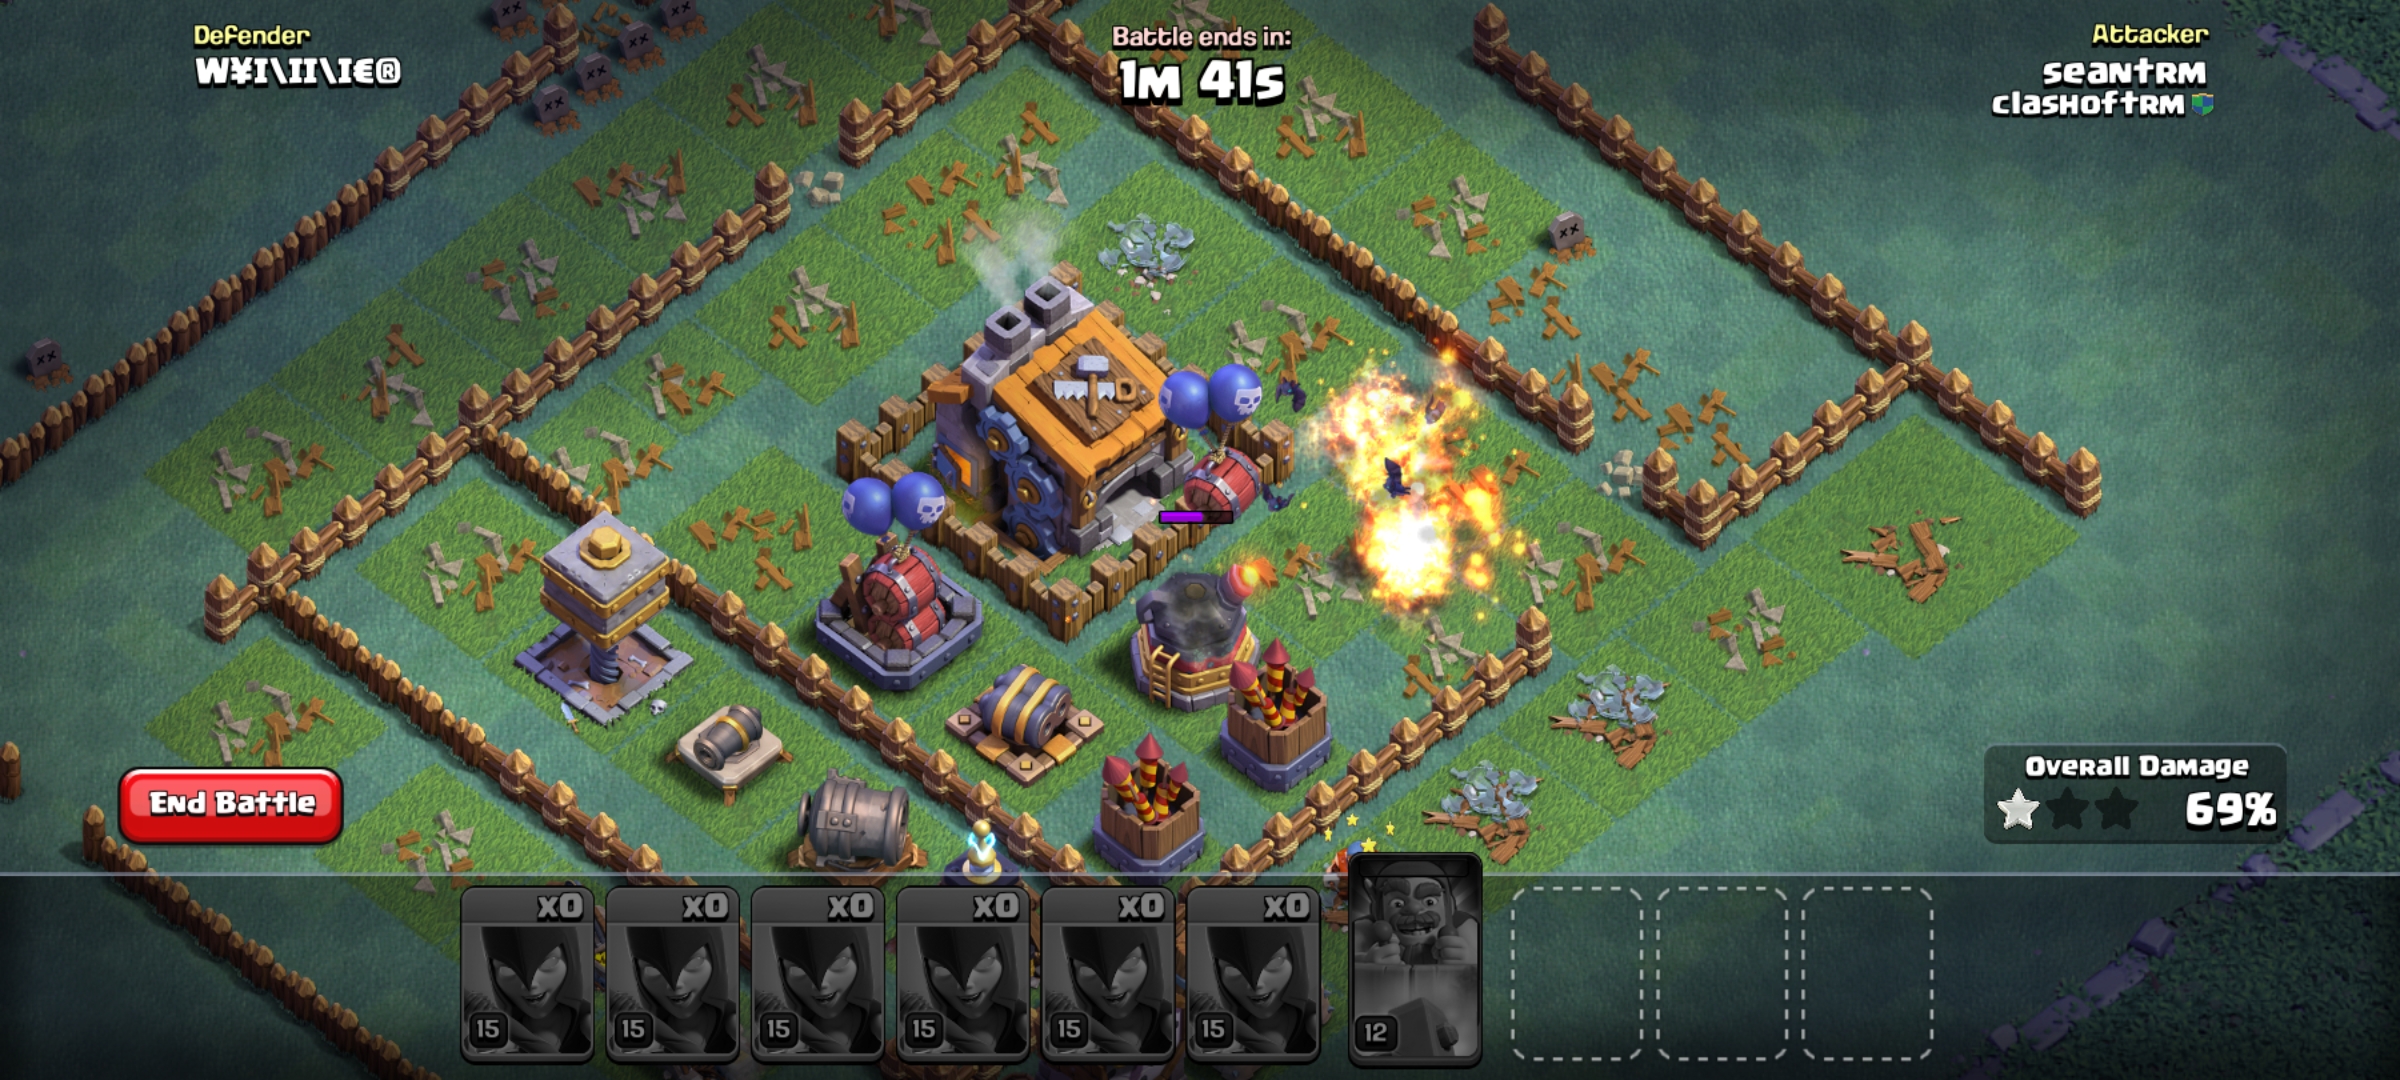 Defender
W¥I\II\I€®
Battle ends in:
1M 41s
Attacker
seantRM
clashoftRM
End Battle
Overall Damage
69%
x0 x0 x0 x0 x0 x0
15 15 15 15 15 15 12